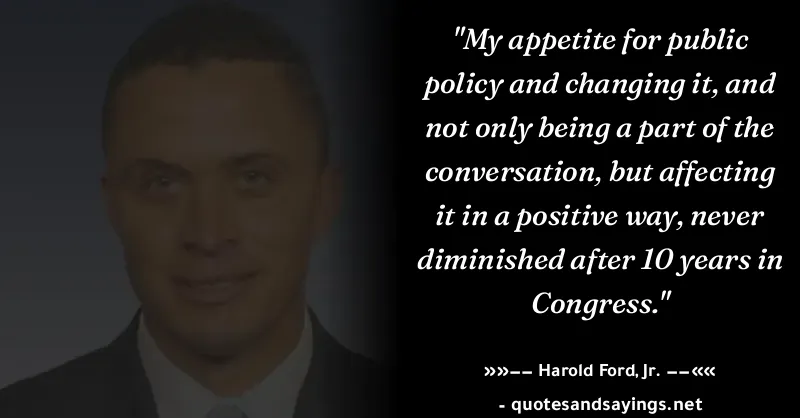 "My appetite for public
policy and changing it, and
not only being a part of the
conversation, but affecting
it in a positive way, never
diminished after 10 years in
Congress."
»»-- Harold Ford, Jr. --««
- quotesandsayings.net